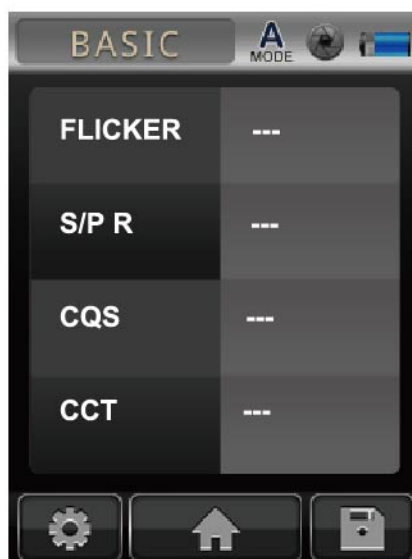 BASIC
A
MODE
FLICKER ---
S/P R ---
CQS ---
CCT ---